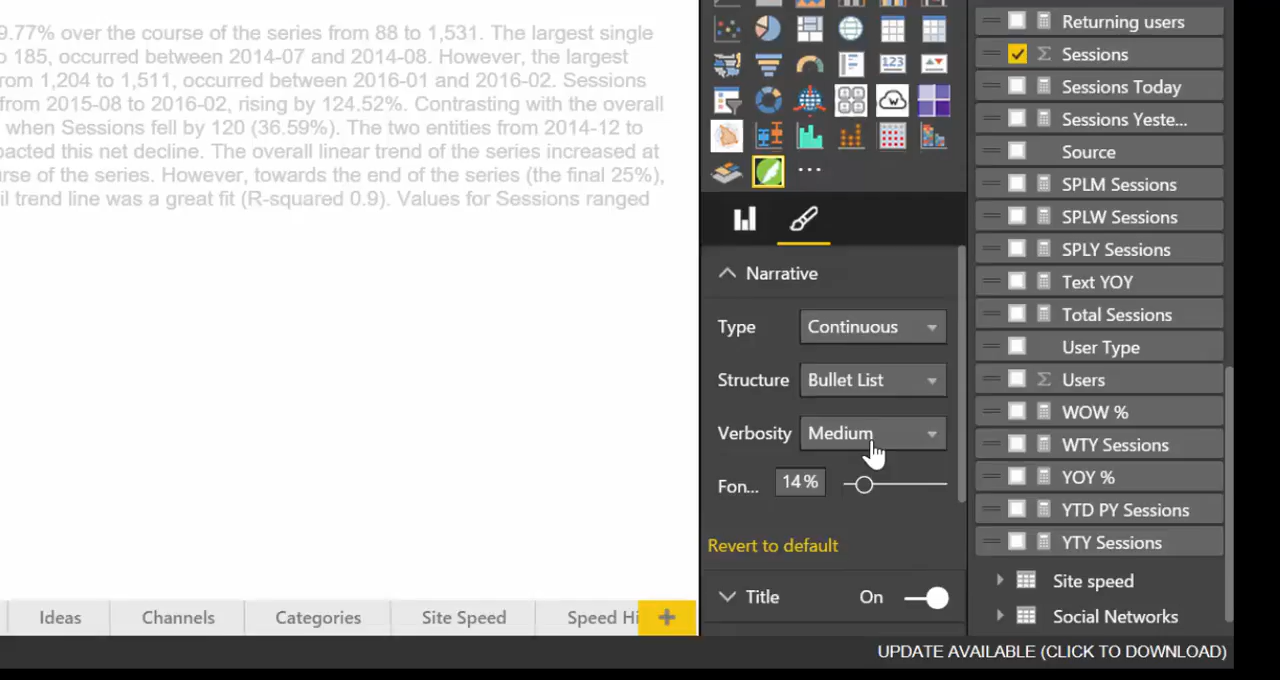 9.77% over the course of the series from 88 to 1,531. The largest single
o 185, occurred between 2014-07 and 2014-08. However, the largest
from 1,204 to 1,511, occured between 2016-01 and 2016-02. Sessions
from 2015-08 to 2016-02, rising by 124.52%. Contrasting with the overall
when Sessions fell by 120 (36.59%). The two entities from 2014-12 to
pacted this net decline. The overall linear trend of the series increased at
urse of the series. However, towards the end of the series (the final 25%),
il trend line was a great fit (R-squared 0.9). Values for Sessions ranged
123
Narrative
Type
Continuous
Structure
Bullet List
Verbosity
Medium
Fon...
14%
Revert to default
Title
On
Returning users
Sessions
Sessions Today
Sessions Yeste...
Source
SPLM Sessions
SPLW Sessions
SPLY Sessions
Text YOY
Total Sessions
User Type
Users
WOW %
WTY Sessions
YOY %
YTD PY Sessions
YTY Sessions
Site speed
Social Networks
Ideas
Channels
Categories
Site Speed
Speed Hi
UPDATE AVAILABLE (CLICK TO DOWNLOAD)